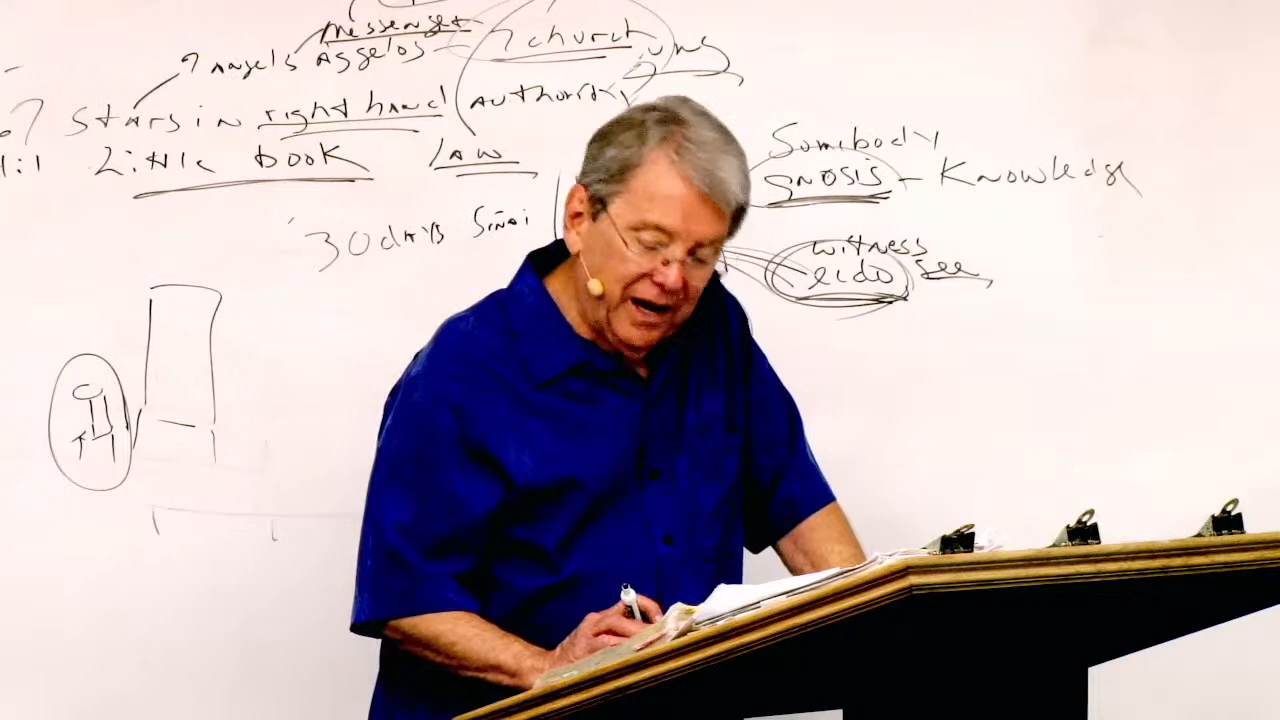 messenger
7 Angels Aggelos 7 church
Stars in right hand authority
Little book law
Somebody
gnosis - Knowledge
30 days Sinai
witness
eido see